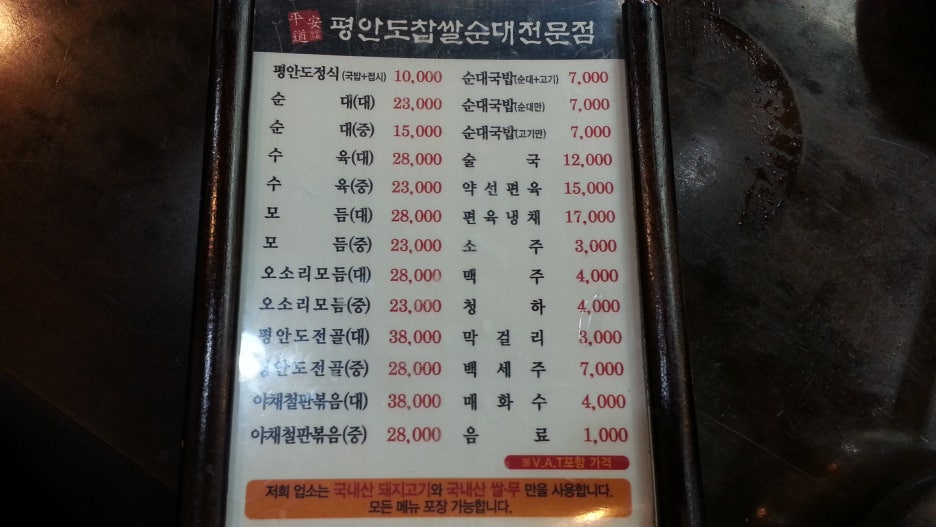 平安道 평안도찹쌀순대전문점
평안도정식(국밥+접시) 10,000 순대국밥(순대+고기) 7,000
순 대(대) 23,000 순대국밥(순대만) 7,000
순 대(중) 15,000 순대국밥(고기만) 7,000
수 육(대) 28,000 술 국 12,000
수 육(중) 23,000 약선편육 15,000
모 듬(대) 28,000 편육냉채 17,000
모 듬(중) 23,000 소 주 3,000
오소리모듬(대) 28,000 맥 주 4,000
오소리모듬(중) 23,000 청 하 4,000
평안도전골(대) 38,000 막 걸 리 3,000
평안도전골(중) 28,000 백 세 주 7,000
야채철판볶음(대) 38,000 매 화 수 4,000
야채철판볶음(중) 28,000 음 료 1,000
※V.A.T포함 가격
저희 업소는 국내산 돼지고기와 국내산 쌀·무 만을 사용합니다.
모든 메뉴 포장 가능합니다.